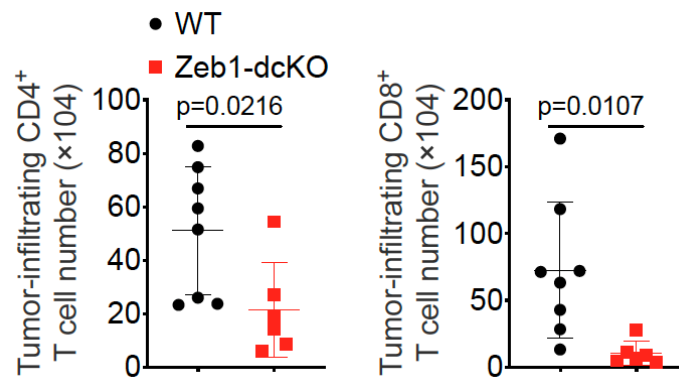 WT
Zeb1-dcKO
Tumor-infiltrating CD4+
T cell number (×104)
100
80
60
40
20
0
p=0.0216
Tumor-infiltrating CD8+
T cell number (×104)
200
150
100
50
0
p=0.0107